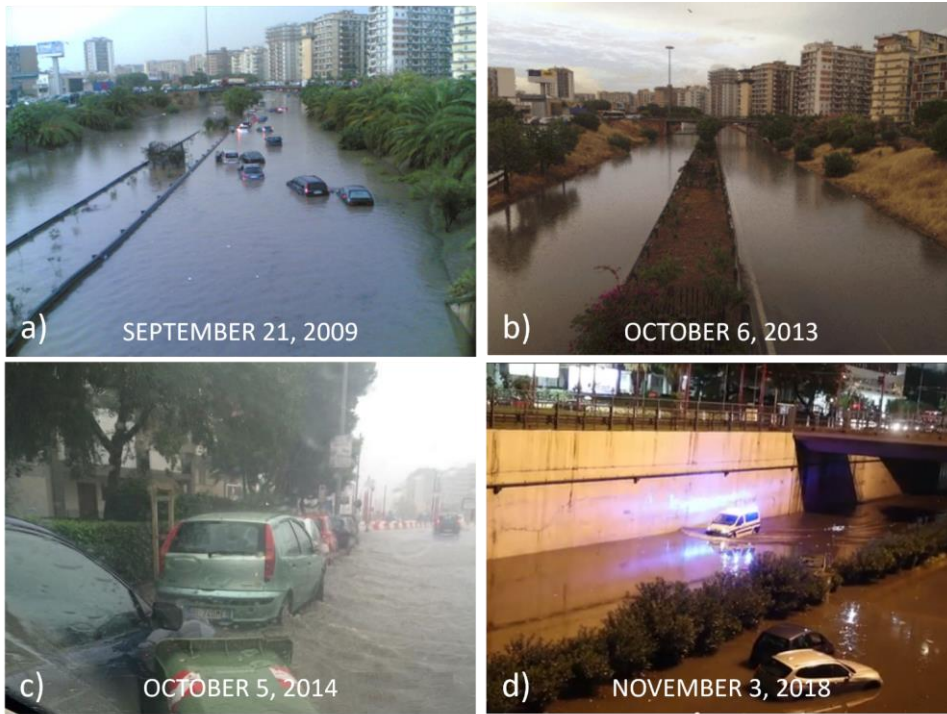 a) SEPTEMBER 21, 2009
b) OCTOBER 6, 2013
c) OCTOBER 5, 2014
d) NOVEMBER 3, 2018